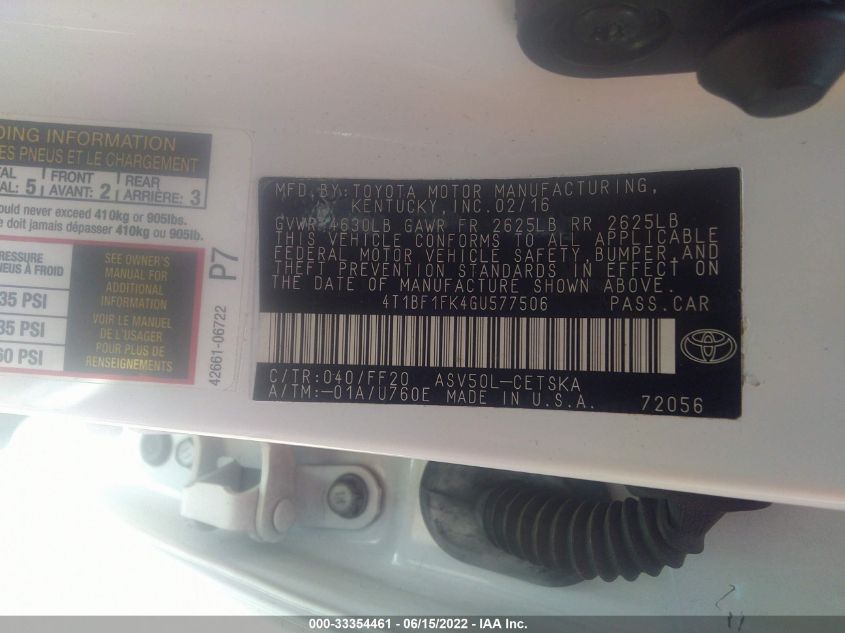 DING INFORMATION
ES PNEUS ET LE CHARGEMENT
TAL FRONT REAR
AL: 5 AVANT: 2 ARRIÈRE: 3
ould never exceed 410kg or 905lbs.
e doit jamais dépasser 410kg ou 905lbs.
PRESSURE
NEUS À FROID
35 PSI
35 PSI
60 PSI
SEE OWNER'S
MANUAL FOR
ADDITIONAL
INFORMATION
VOIR LE MANUEL
DE L'USAGER
POUR PLUS DE
RENSEIGNEMENTS
P7
42661-06722
MFD. BY: TOYOTA MOTOR MANUFACTURING,
KENTUCKY, INC. 02/16
GVWR 4630LB GAWR FR 2625LB RR 2625LB
THIS VEHICLE CONFORMS TO ALL APPLICABLE
FEDERAL MOTOR VEHICLE SAFETY, BUMPER, AND
THEFT PREVENTION STANDARDS IN EFFECT ON
THE DATE OF MANUFACTURE SHOWN ABOVE.
4T1BF1FK4GU577506 PASS. CAR
C/TR: 040/FF20 ASV50L-CETSKA
A/TM: -01A/U760E MADE IN U.S.A. 72056
000-33354461 - 06/15/2022 - IAA Inc.